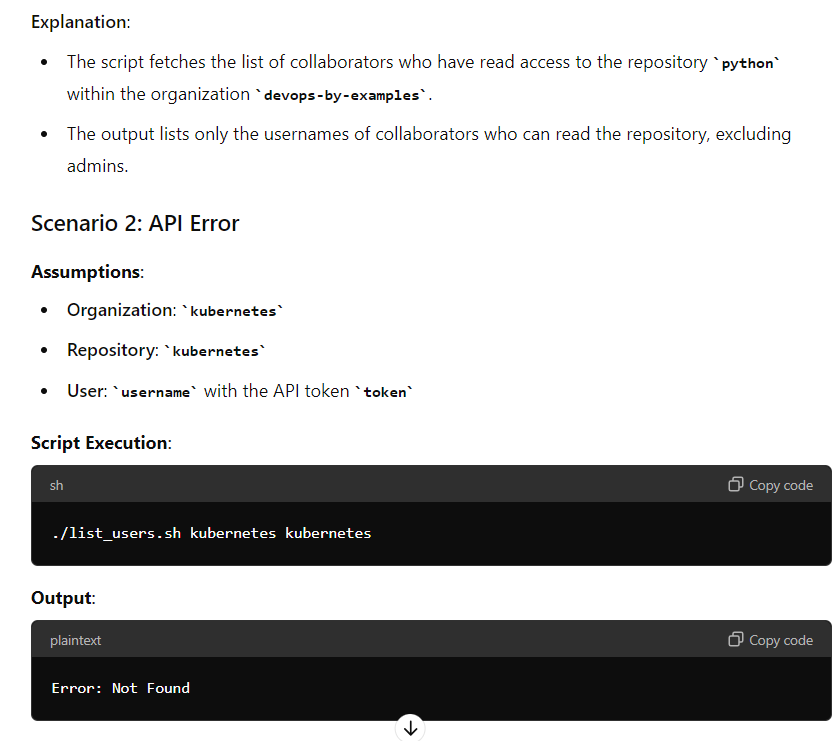 Explanation:
• The script fetches the list of collaborators who have read access to the repository `python`
within the organization `devops-by-examples`.
• The output lists only the usernames of collaborators who can read the repository, excluding
admins.
Scenario 2: API Error
Assumptions:
• Organization: `kubernetes`
• Repository: `kubernetes`
• User: `username` with the API token `token`
Script Execution:
sh Copy code
./list_users.sh kubernetes kubernetes
Output:
plaintext Copy code
Error: Not Found